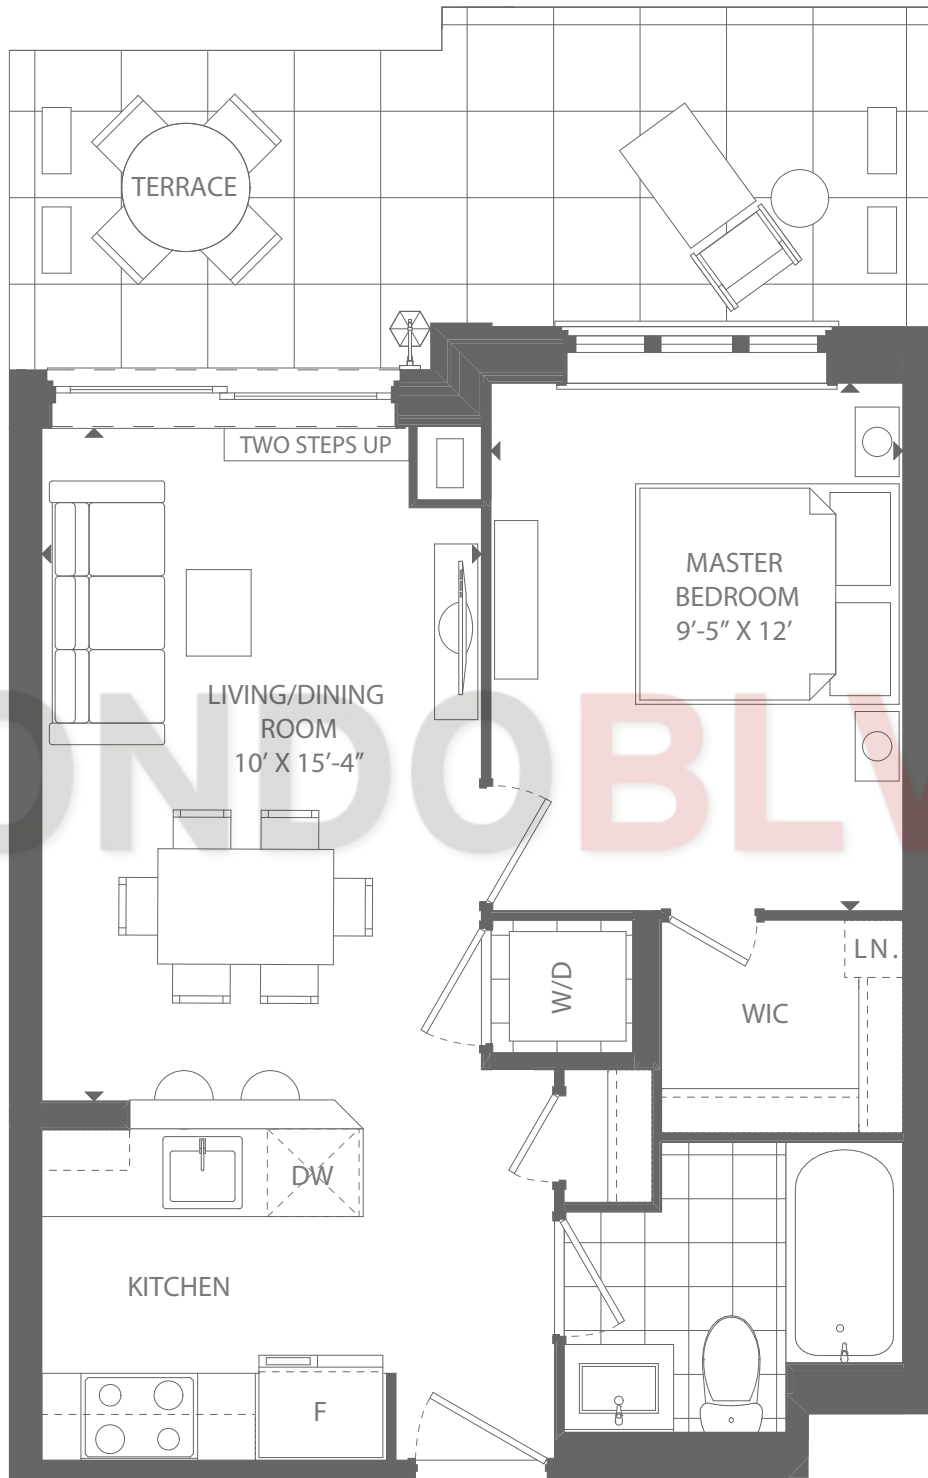 TERRACE
TWO STEPS UP
MASTER
BEDROOM
9’-5” X 12’
LIVING/DINING
ROOM
10’ X 15’-4”
ONDOBLV
W/D
LN.
WIC
DW
KITCHEN
F